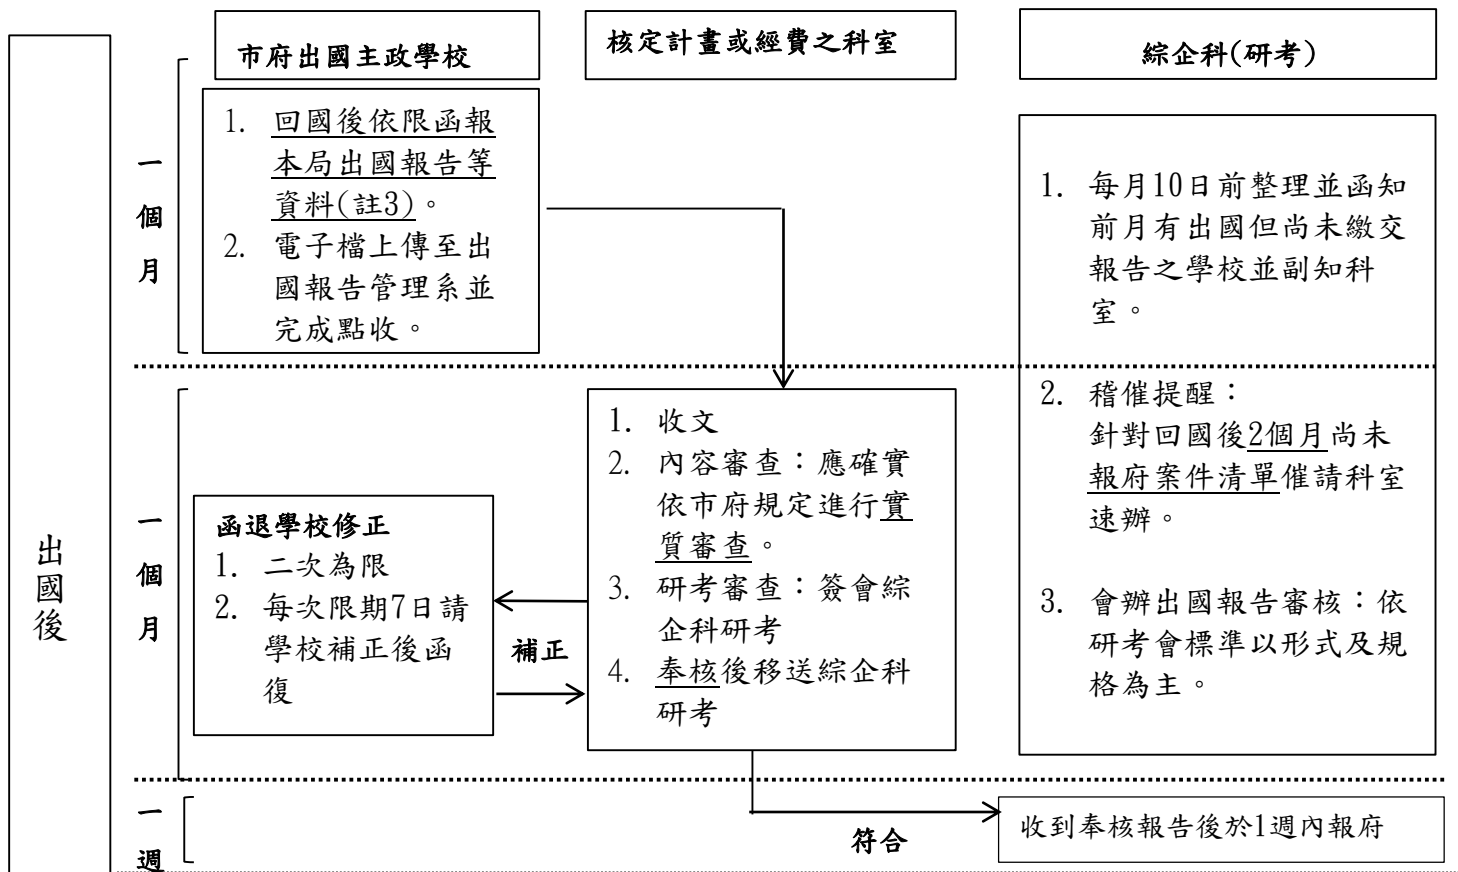 市府出國主政學校
核定計畫或經費之科室
綜企科(研考)
出國後
一個月
1. 回國後依限函報
本局出國報告等
資料(註3)。
2. 電子檔上傳至出
國報告管理系並
完成點收。
1. 每月10日前整理並函知
前月有出國但尚未繳交
報告之學校並副知科
室。
一個月
函退學校修正
1. 二次為限
2. 每次限期7日請
學校補正後函
復
補正
1. 收文
2. 內容審查：應確實
依市府規定進行實
質審查。
3. 研考審查：簽會綜
企科研考
4. 奉核後移送綜企科
研考
2. 稽催提醒：
針對回國後2個月尚未
報府案件清單催請科室
速辦。
3. 會辦出國報告審核：依
研考會標準以形式及規
格為主。
一週
符合
收到奉核報告後於1週內報府